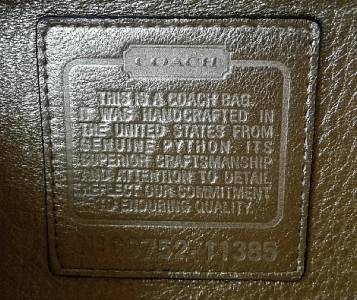 COACH
THIS IS A COACH BAG.
IT WAS HANDCRAFTED IN
THE UNITED STATES FROM
GENUINE PYTHON. ITS
SUPERIOR CRAFTSMANSHIP
AND ATTENTION TO DETAIL
REFLECT OUR COMMITMENT
TO ENDURING QUALITY.
11385